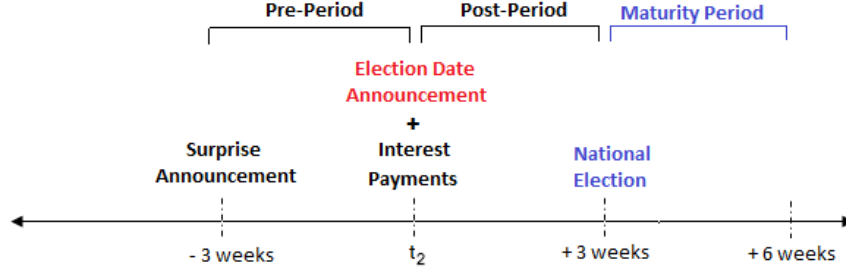 Pre-Period Post-Period Maturity Period
Election Date
Announcement
+
Surprise Interest National
Announcement Payments Election
- 3 weeks t₂ + 3 weeks + 6 weeks